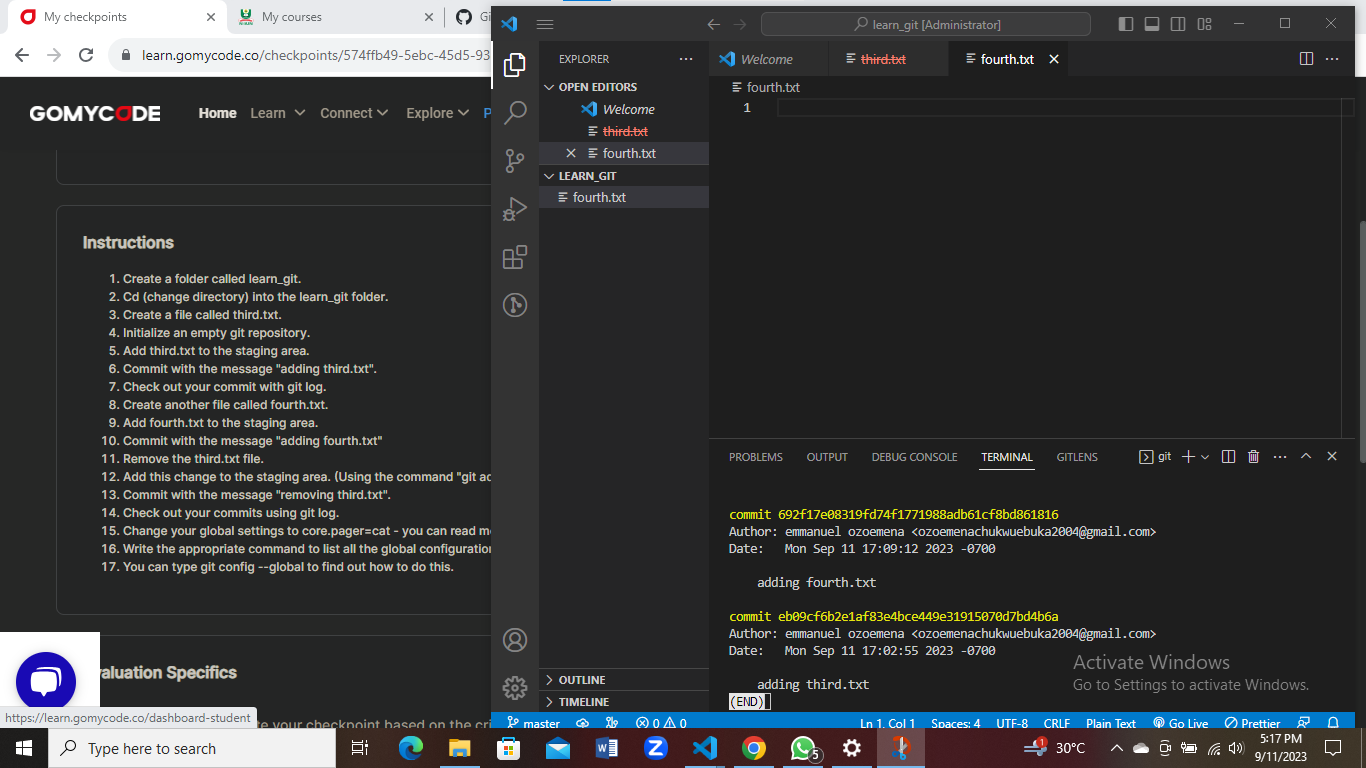 My checkpoints
My courses
Gi
learn.gomycode.co/checkpoints/574ffb49-5ebc-45d5-93
GOMYCODE
Home Learn Connect Explore P
Instructions
1. Create a folder called learn_git.
2. Cd (change directory) into the learn_git folder.
3. Create a file called third.txt.
4. Initialize an empty git repository.
5. Add third.txt to the staging area.
6. Commit with the message "adding third.txt".
7. Check out your commit with git log.
8. Create another file called fourth.txt.
9. Add fourth.txt to the staging area.
10. Commit with the message "adding fourth.txt"
11. Remove the third.txt file.
12. Add this change to the staging area. (Using the command "git ad
13. Commit with the message "removing third.txt".
14. Check out your commits using git log.
15. Change your global settings to core.pager=cat - you can read mo
16. Write the appropriate command to list all the global configuration
17. You can type git config --global to find out how to do this.
valuation Specifics
te your checkpoint based on the cri
https://learn.gomycode.co/dashboard-student
learn_git [Administrator]
EXPLORER
OPEN EDITORS
Welcome
third.txt
fourth.txt
LEARN_GIT
fourth.txt
OUTLINE
TIMELINE
Welcome third.txt fourth.txt
fourth.txt
1
PROBLEMS OUTPUT DEBUG CONSOLE TERMINAL GITLENS git
commit 692f17e08319fd74f1771988adb61cf8bd861816
Author: emmanuel ozoemena <ozoemenachukwuebuka2004@gmail.com>
Date: Mon Sep 11 17:09:12 2023 -0700
adding fourth.txt
commit eb09cf6b2e1af83e4bce449e31915070d7bd4b6a
Author: emmanuel ozoemena <ozoemenachukwuebuka2004@gmail.com>
Date: Mon Sep 11 17:02:55 2023 -0700
adding third.txt
(END)
Activate Windows
Go to Settings to activate Windows.
master 0 0 Ln 1, Col 1 Spaces: 4 UTF-8 CRLF Plain Text Go Live Prettier
Type here to search
5
1
30°C
5:17 PM
9/11/2023